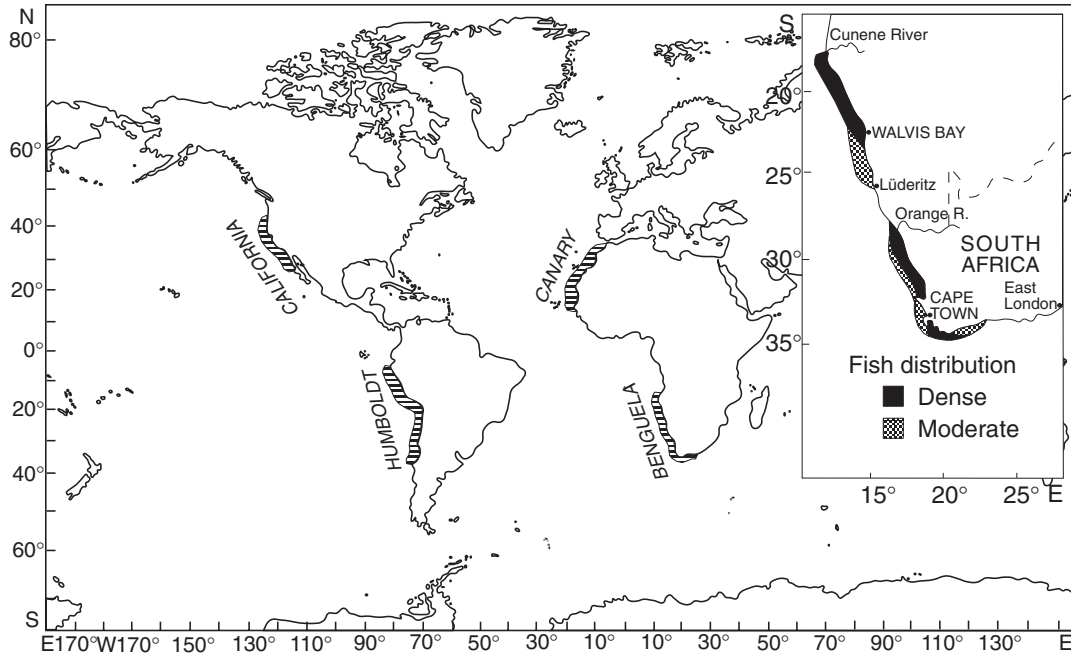 N
80°
60°
40°
20°
0°
20°
40°
60°
S
E170°W170° 150° 130° 110° 90° 70° 50° 30° 10° 10° 30° 50° 70° 90° 110° 130° E
CALIFORNIA
HUMBOLDT
CANARY
BENGUELA
S
Cunene River
20°
WALVIS BAY
25°
Lüderitz
Orange R.
30°
SOUTH
AFRICA
East
London
CAPE
TOWN
35°
Fish distribution
Dense
Moderate
15° 20° 25° E